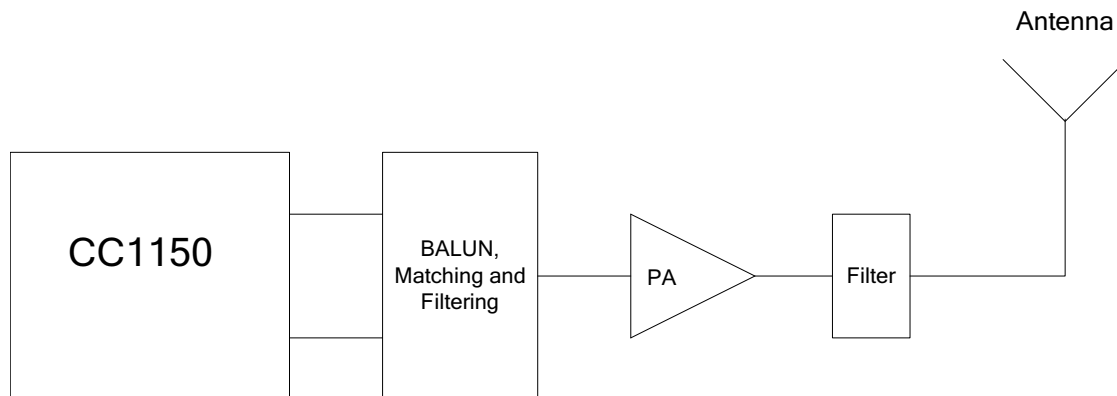 Antenna
CC1150
BALUN,
Matching and
Filtering
PA
Filter